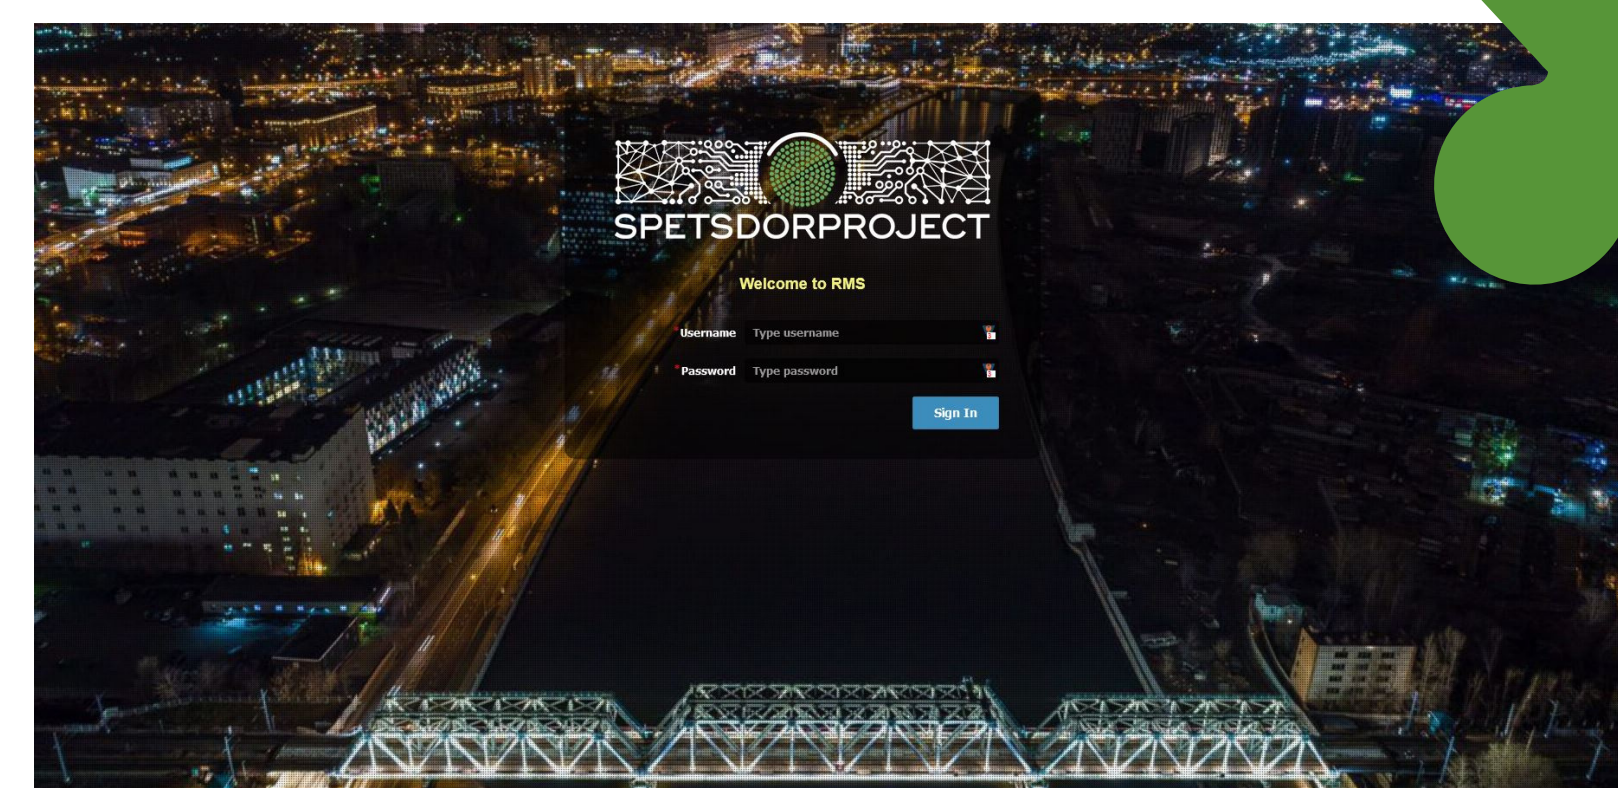 SPETSDORPROJECT
Welcome to RMS
*Username Type username
*Password Type password
Sign In